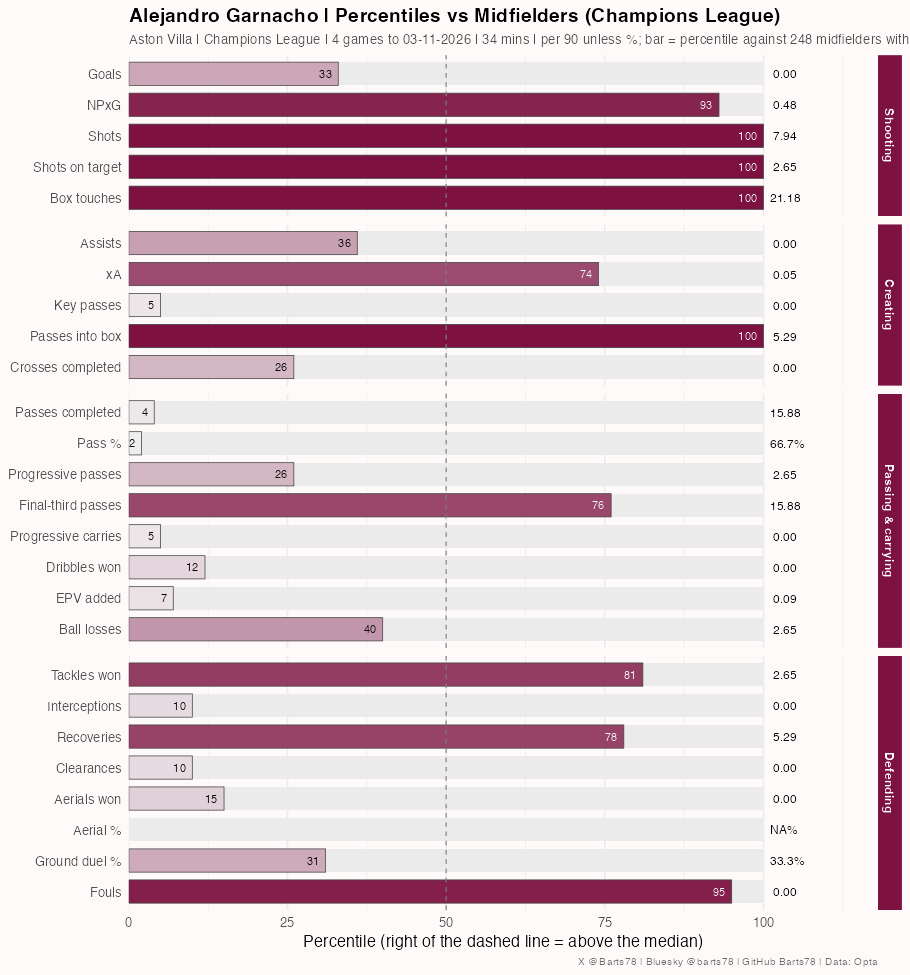 Alejandro Garnacho | Percentiles vs Midfielders (Champions League)
Aston Villa | Champions League | 4 games to 03-11-2026 | 34 mins | per 90 unless %; bar = percentile against 248 midfielders with
Goals 33 0.00
NPxG 93 0.48
Shots 100 7.94
Shots on target 100 2.65
Box touches 100 21.18
Shooting
Assists 36 0.00
xA 74 0.05
Key passes 5 0.00
Passes into box 100 5.29
Crosses completed 26 0.00
Creating
Passes completed 4 15.88
Pass % 2 66.7%
Progressive passes 26 2.65
Final-third passes 76 15.88
Progressive carries 5 0.00
Dribbles won 12 0.00
EPV added 7 0.09
Ball losses 40 2.65
Passing & carrying
Tackles won 81 2.65
Interceptions 10 0.00
Recoveries 78 5.29
Clearances 10 0.00
Aerials won 15 0.00
Aerial % NA%
Ground duel % 31 33.3%
Fouls 95 0.00
Defending
0 25 50 75 100
Percentile (right of the dashed line = above the median)
X @Barts78 | Bluesky @barts78 | GitHub Barts78 | Data: Opta